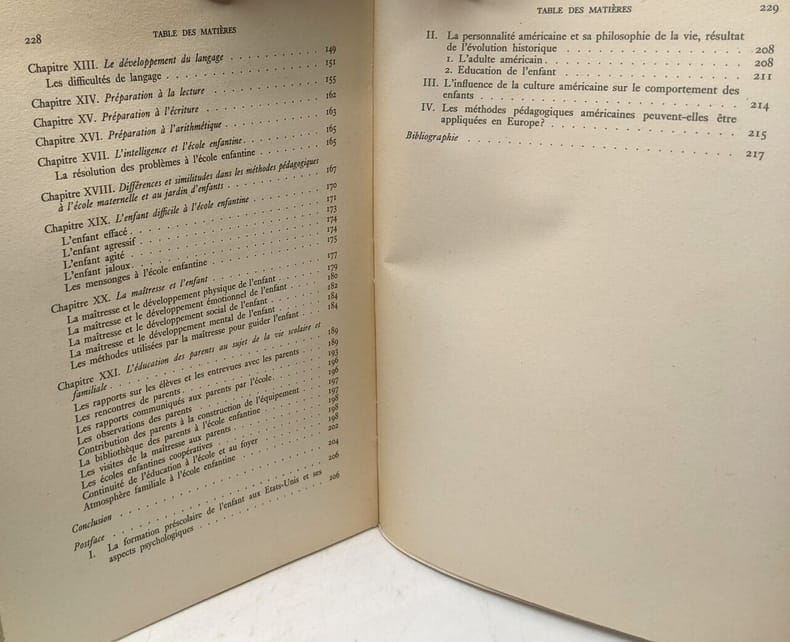 228
TABLE DES MATIÈRES
Chapitre XIII. Le développement du langage . . . . . . . . 149
Les difficultés de langage . . . . . . . . . . . 151
Chapitre XIV. Préparation à la lecture . . . . . . . . . 155
Chapitre XV. Préparation à l'écriture . . . . . . . . . 162
Chapitre XVI. Préparation à l'arithmétique . . . . . . . . 163
Chapitre XVII. L'intelligence et l'école enfantine . . . . . . . 165
La résolution des problèmes à l'école enfantine . . . . . 165
Chapitre XVIII. Différences et similitudes dans les méthodes pédagogiques
à l'école maternelle et au jardin d'enfants . . . . . . . 167
Chapitre XIX. L'enfant difficile à l'école enfantine . . . . . . 170
L'enfant effacé . . . . . . . . . . . . . 171
L'enfant agressif . . . . . . . . . . . . . 173
L'enfant agité . . . . . . . . . . . . . 174
L'enfant jaloux . . . . . . . . . . . . . 174
Les mensonges à l'école enfantine . . . . . . . . 175
Chapitre XX. La maîtresse et l'enfant . . . . . . . . . 177
La maîtresse et le développement physique de l'enfant . . . 179
La maîtresse et le développement émotionnel de l'enfant . . 180
La maîtresse et le développement social de l'enfant . . . . 182
La maîtresse et le développement mental de l'enfant . . . 184
Les méthodes utilisées par la maîtresse pour guider l'enfant . 184
Chapitre XXI. L'éducation des parents au sujet de la vie scolaire et
familiale . . . . . . . . . . . . . . . 189
Les rapports sur les élèves et les entrevues avec les parents . . 189
Les rencontres de parents . . . . . . . . . . 193
Les rapports communiqués aux parents par l'école . . . . 196
Les observations des parents . . . . . . . . . 196
Contribution des parents à la construction de l'équipement . 197
La bibliothèque des parents à l'école enfantine . . . . . 197
Les visites de la maîtresse aux parents . . . . . . . 198
Les écoles enfantines coopératives . . . . . . . . 198
Continuité de l'éducation à l'école et au foyer . . . . . 198
Atmosphère familiale à l'école enfantine . . . . . . 202
Conclusion . . . . . . . . . . . . . . . 204
Postface . . . . . . . . . . . . . . . . 206
I. La formation préscolaire de l'enfant aux Etats-Unis et ses
aspects psychologiques . . . . . . . . . . 206
TABLE DES MATIÈRES
229
II. La personnalité américaine et sa philosophie de la vie, résultat
de l'évolution historique . . . . . . . . . . 208
1. L'adulte américain . . . . . . . . . . . 208
2. Education de l'enfant . . . . . . . . . . 211
III. L'influence de la culture américaine sur le comportement des
enfants . . . . . . . . . . . . . . . 214
IV. Les méthodes pédagogiques américaines peuvent-elles être
appliquées en Europe? . . . . . . . . . . . 215
Bibliographie . . . . . . . . . . . . . . . 217